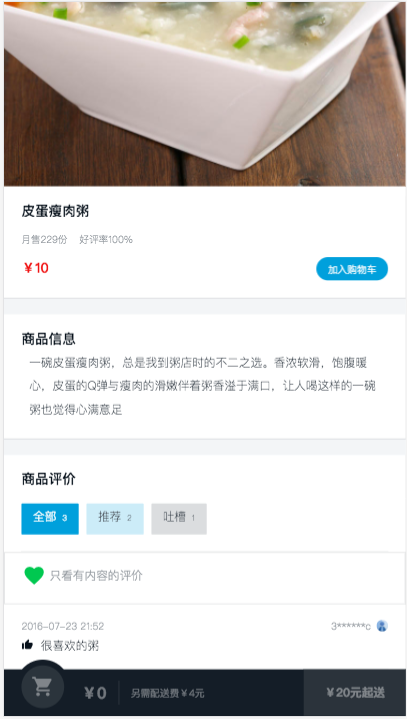 皮蛋瘦肉粥
月售229份 好评率100%
￥10 加入购物车
商品信息
一碗皮蛋瘦肉粥，总是我到粥店时的不二之选。香浓软滑，饱腹暖
心，皮蛋的Q弹与瘦肉的滑嫩伴着粥香溢于满口，让人喝这样的一碗
粥也觉得心满意足
商品评价
全部 3 推荐 2 吐槽 1
只看有内容的评价
2016-07-23 21:52 3******c
很喜欢的粥
￥0 另需配送费￥4元 ￥20元起送